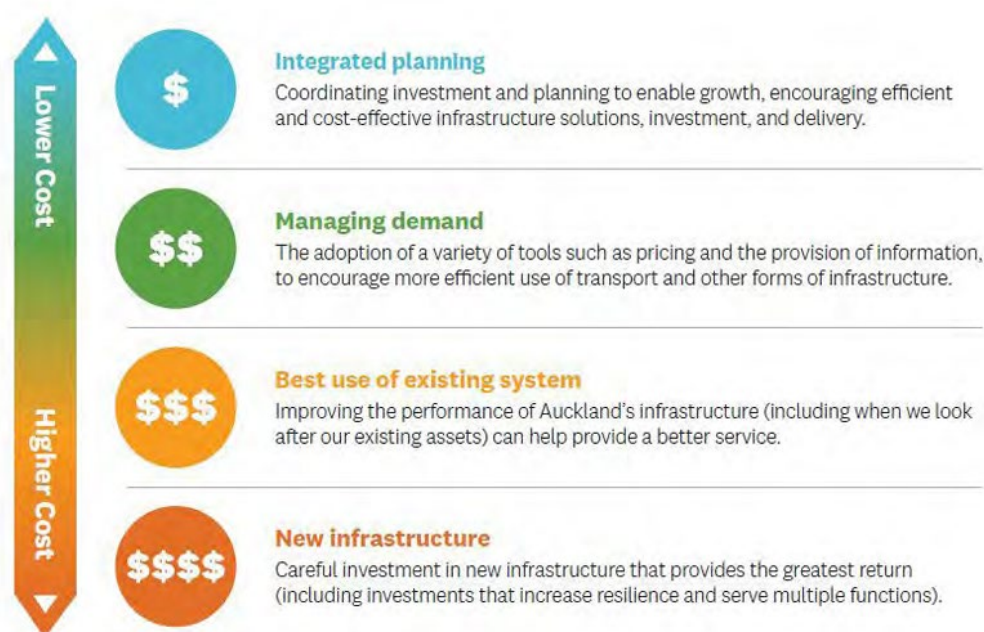 Lower Cost
Higher Cost
$
Integrated planning
Coordinating investment and planning to enable growth, encouraging efficient
and cost-effective infrastructure solutions, investment, and delivery.
$$
Managing demand
The adoption of a variety of tools such as pricing and the provision of information,
to encourage more efficient use of transport and other forms of infrastructure.
$$$
Best use of existing system
Improving the performance of Auckland’s infrastructure (including when we look
after our existing assets) can help provide a better service.
$$$$
New infrastructure
Careful investment in new infrastructure that provides the greatest return
(including investments that increase resilience and serve multiple functions).